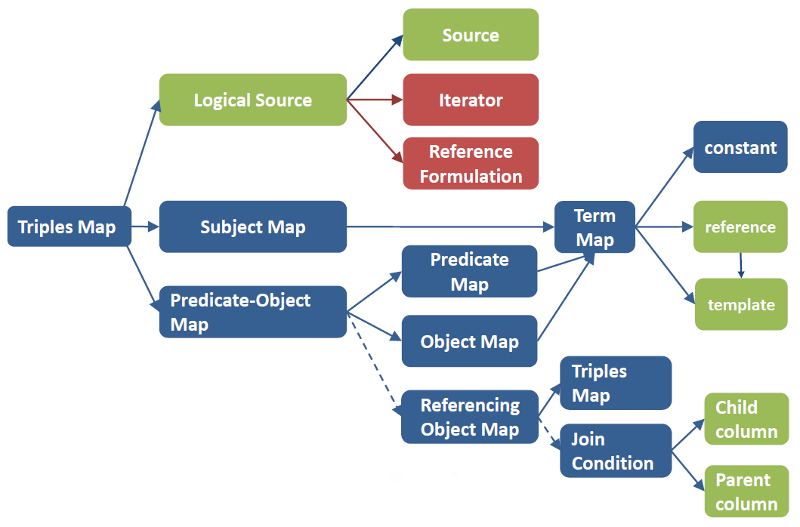 Source
Logical Source
Iterator
Reference
Formulation
constant
Triples Map
Subject Map
Term
Map
reference
Predicate
Map
Predicate-Object
Map
template
Object Map
Triples
Map
Referencing
Object Map
Child
column
Join
Condition
Parent
column